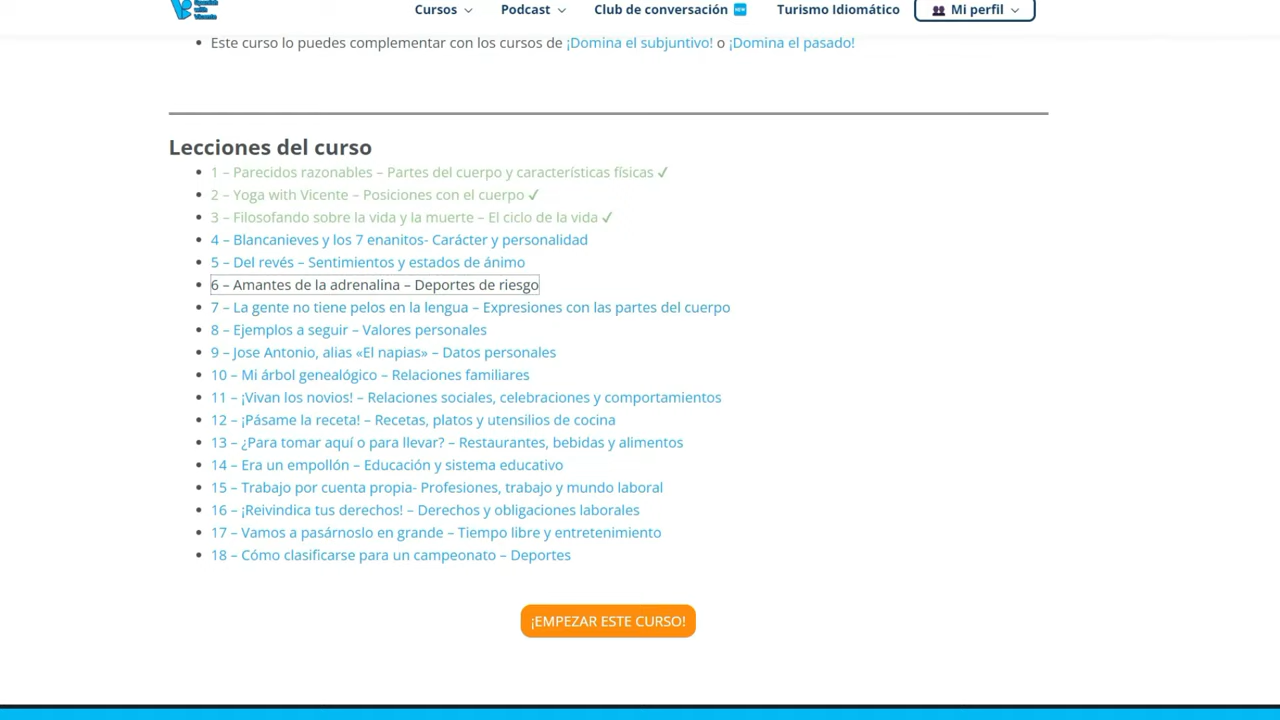 with
Vicente
Cursos
Podcast
Club de conversación NEW
Turismo Idiomático
Mi perfil
Este curso lo puedes complementar con los cursos de ¡Domina el subjuntivo! o ¡Domina el pasado!
Lecciones del curso
1 – Parecidos razonables – Partes del cuerpo y características físicas ✓
2 – Yoga with Vicente – Posiciones con el cuerpo ✓
3 – Filosofando sobre la vida y la muerte – El ciclo de la vida ✓
4 – Blancanieves y los 7 enanitos- Carácter y personalidad
5 – Del revés – Sentimientos y estados de ánimo
6 – Amantes de la adrenalina – Deportes de riesgo
7 – La gente no tiene pelos en la lengua – Expresiones con las partes del cuerpo
8 – Ejemplos a seguir – Valores personales
9 – Jose Antonio, alias «El napias» – Datos personales
10 – Mi árbol genealógico – Relaciones familiares
11 – ¡Vivan los novios! – Relaciones sociales, celebraciones y comportamientos
12 – ¡Pásame la receta! – Recetas, platos y utensilios de cocina
13 – ¿Para tomar aquí o para llevar? – Restaurantes, bebidas y alimentos
14 – Era un empollón – Educación y sistema educativo
15 – Trabajo por cuenta propia- Profesiones, trabajo y mundo laboral
16 – ¡Reivindica tus derechos! – Derechos y obligaciones laborales
17 – Vamos a pasárnoslo en grande – Tiempo libre y entretenimiento
18 – Cómo clasificarse para un campeonato – Deportes
¡EMPEZAR ESTE CURSO!